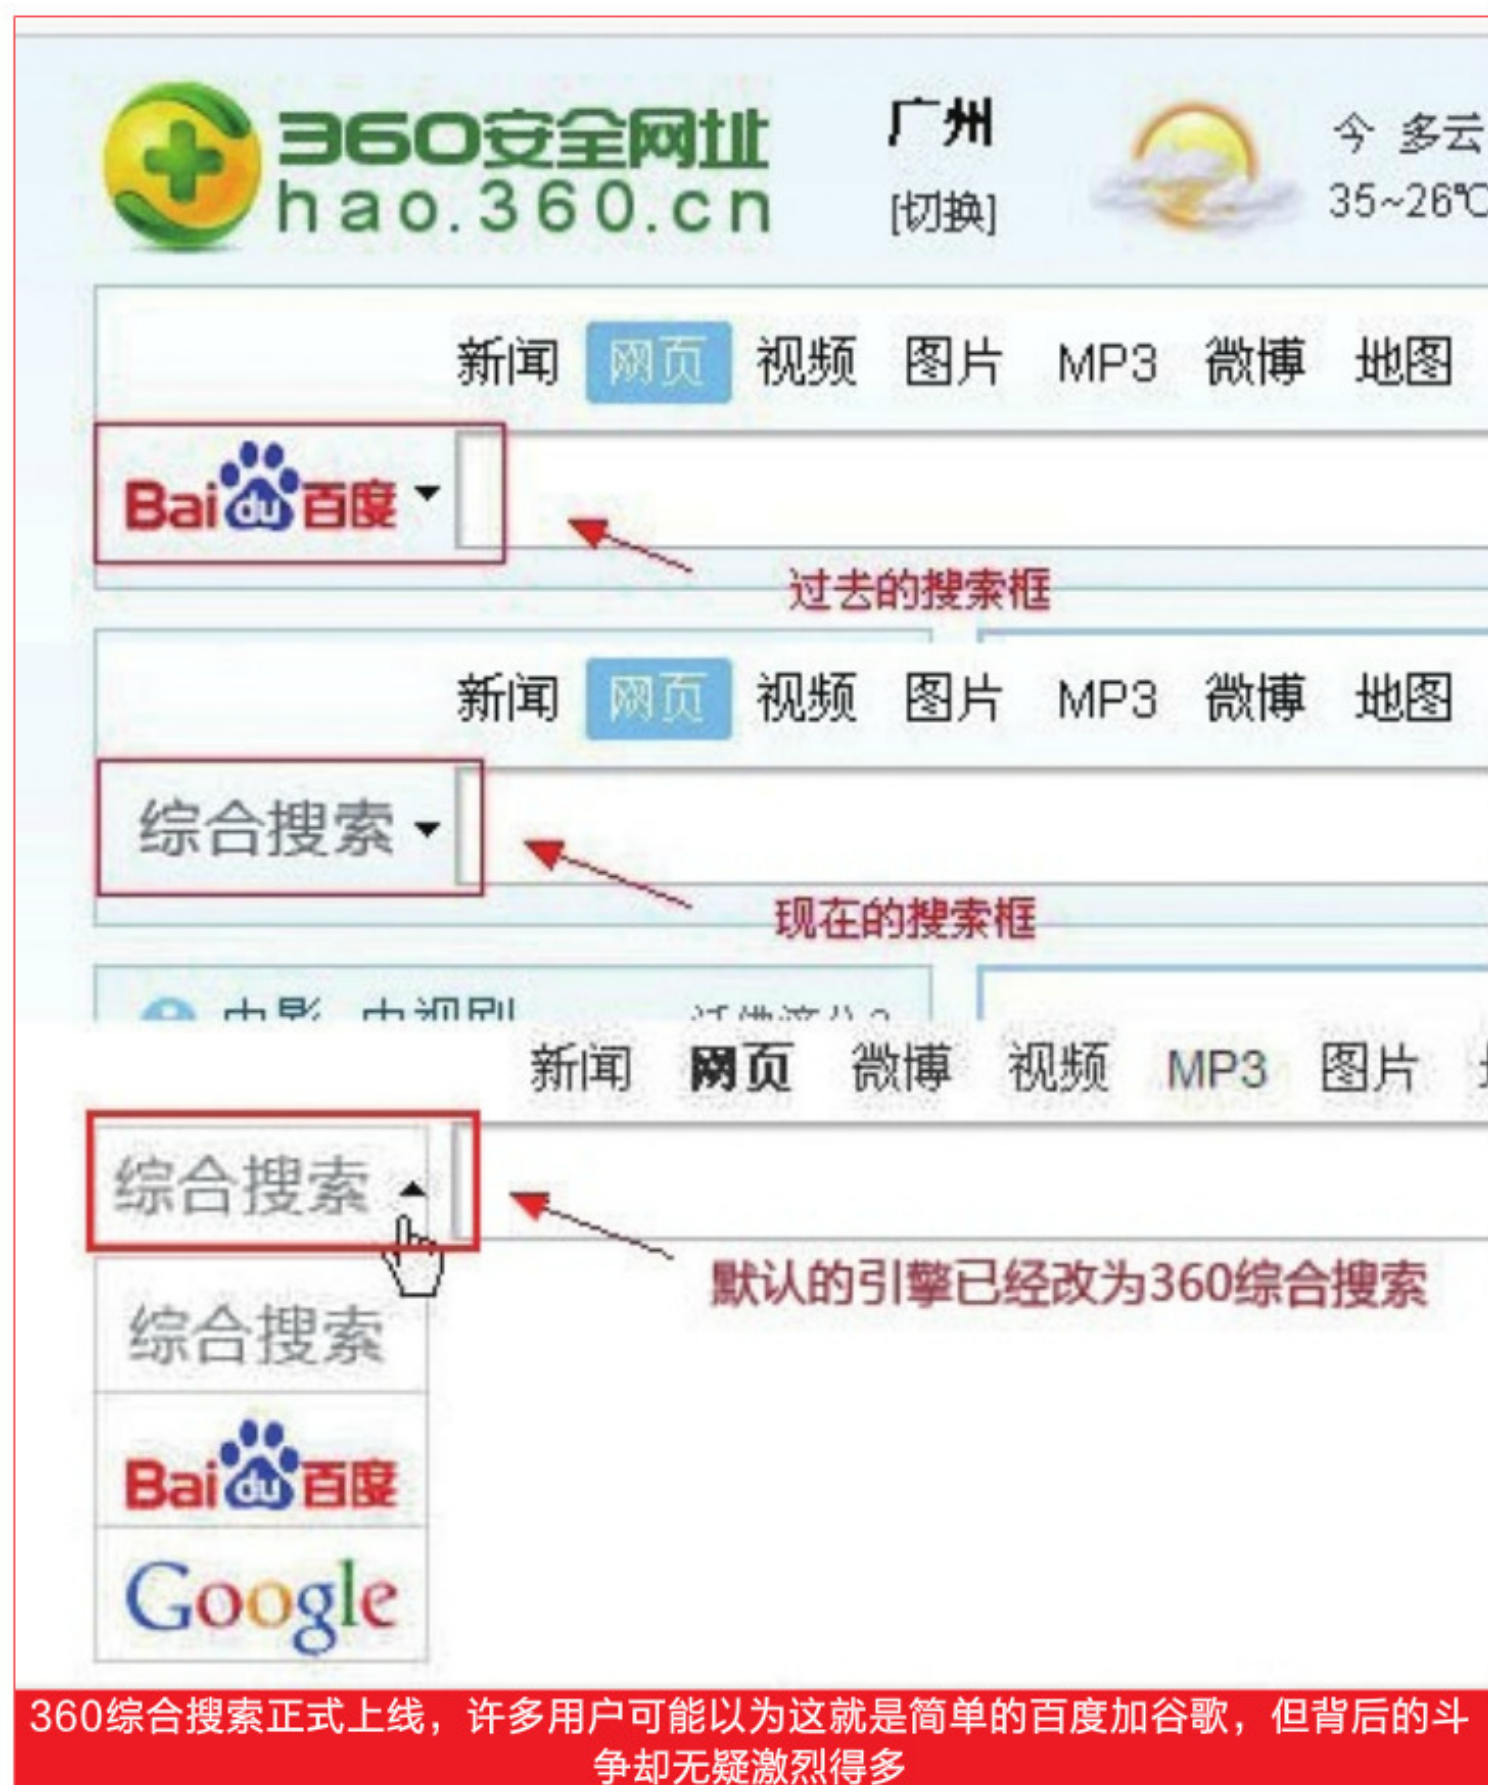 360安全网址
hao.360.cn
广州
[切换]
今 多云
35~26℃
新闻 网页 视频 图片 MP3 微博 地图
Bai du 百度
过去的搜索框
新闻 网页 视频 图片 MP3 微博 地图
综合搜索
现在的搜索框
电影 电视剧
新闻 网页 微博 视频 MP3 图片
综合搜索
默认的引擎已经改为360综合搜索
综合搜索
Bai du 百度
Google
360综合搜索正式上线，许多用户可能以为这就是简单的百度加谷歌，但背后的斗
争却无疑激烈得多